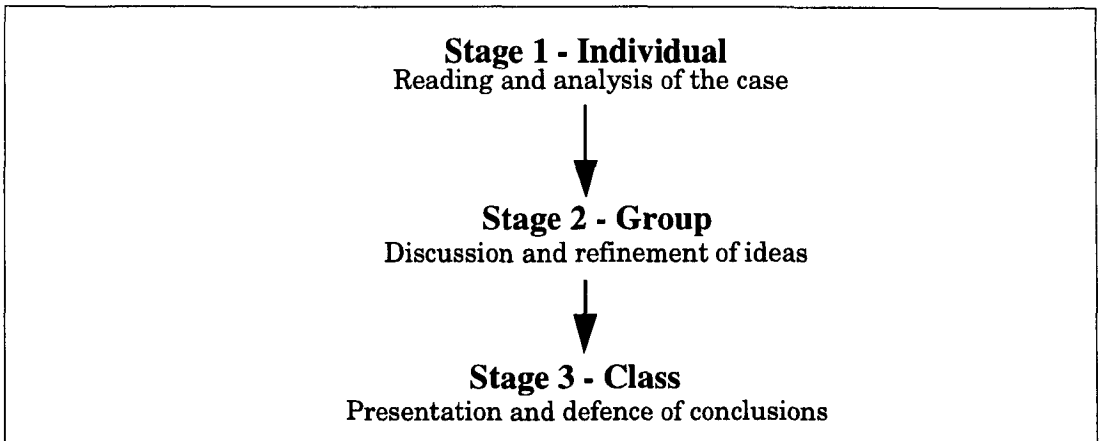 Stage 1 - Individual
Reading and analysis of the case
Stage 2 - Group
Discussion and refinement of ideas
Stage 3 - Class
Presentation and defence of conclusions